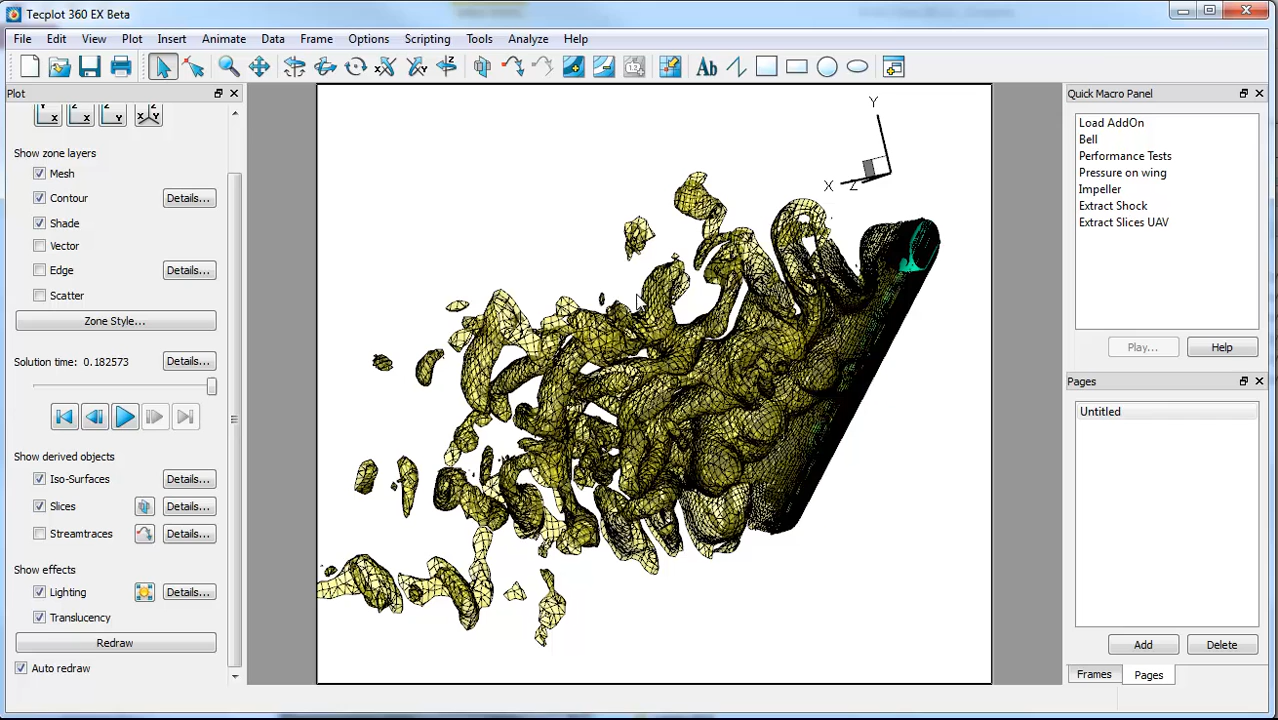 Tecplot 360 EX Beta
File Edit View Plot Insert Animate Data Frame Options Scripting Tools Analyze Help
Plot
Show zone layers
Mesh
Contour Details...
Shade
Vector
Edge Details...
Scatter
Zone Style...
Solution time: 0.182573 Details...
Show derived objects
Iso-Surfaces Details...
Slices Details...
Streamtraces Details...
Show effects
Lighting Details...
Translucency
Redraw
Auto redraw
Y
X Z
Quick Macro Panel
Load AddOn
Bell
Performance Tests
Pressure on wing
Impeller
Extract Shock
Extract Slices UAV
Play... Help
Pages
Untitled
Add Delete
Frames Pages